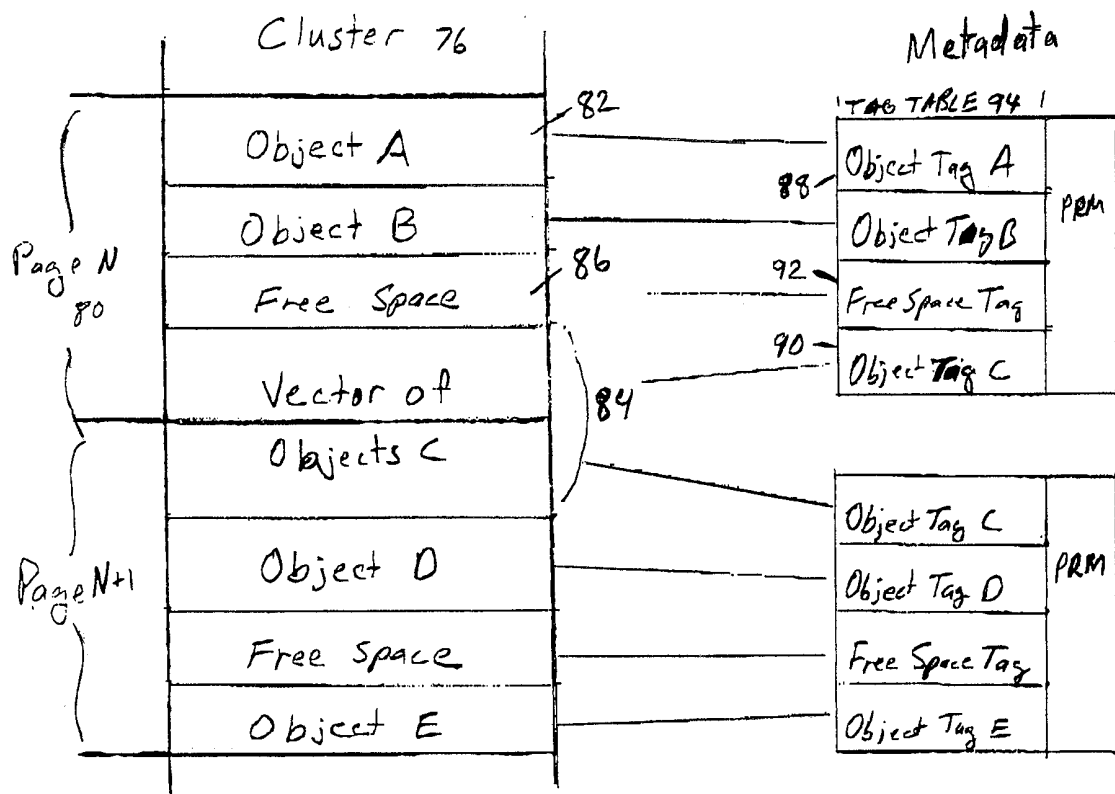 Cluster 76
Metadata
TAG TABLE 94
82
Object A
Object Tag A
88
PRM
Object B
Object Tag B
Page N
80
86
92
Free Space
Free Space Tag
90
Vector of
Object Tag C
84
Objects C
Object Tag C
Page N+1
Object D
Object Tag D
PRM
Free Space
Free Space Tag
Object E
Object Tag E